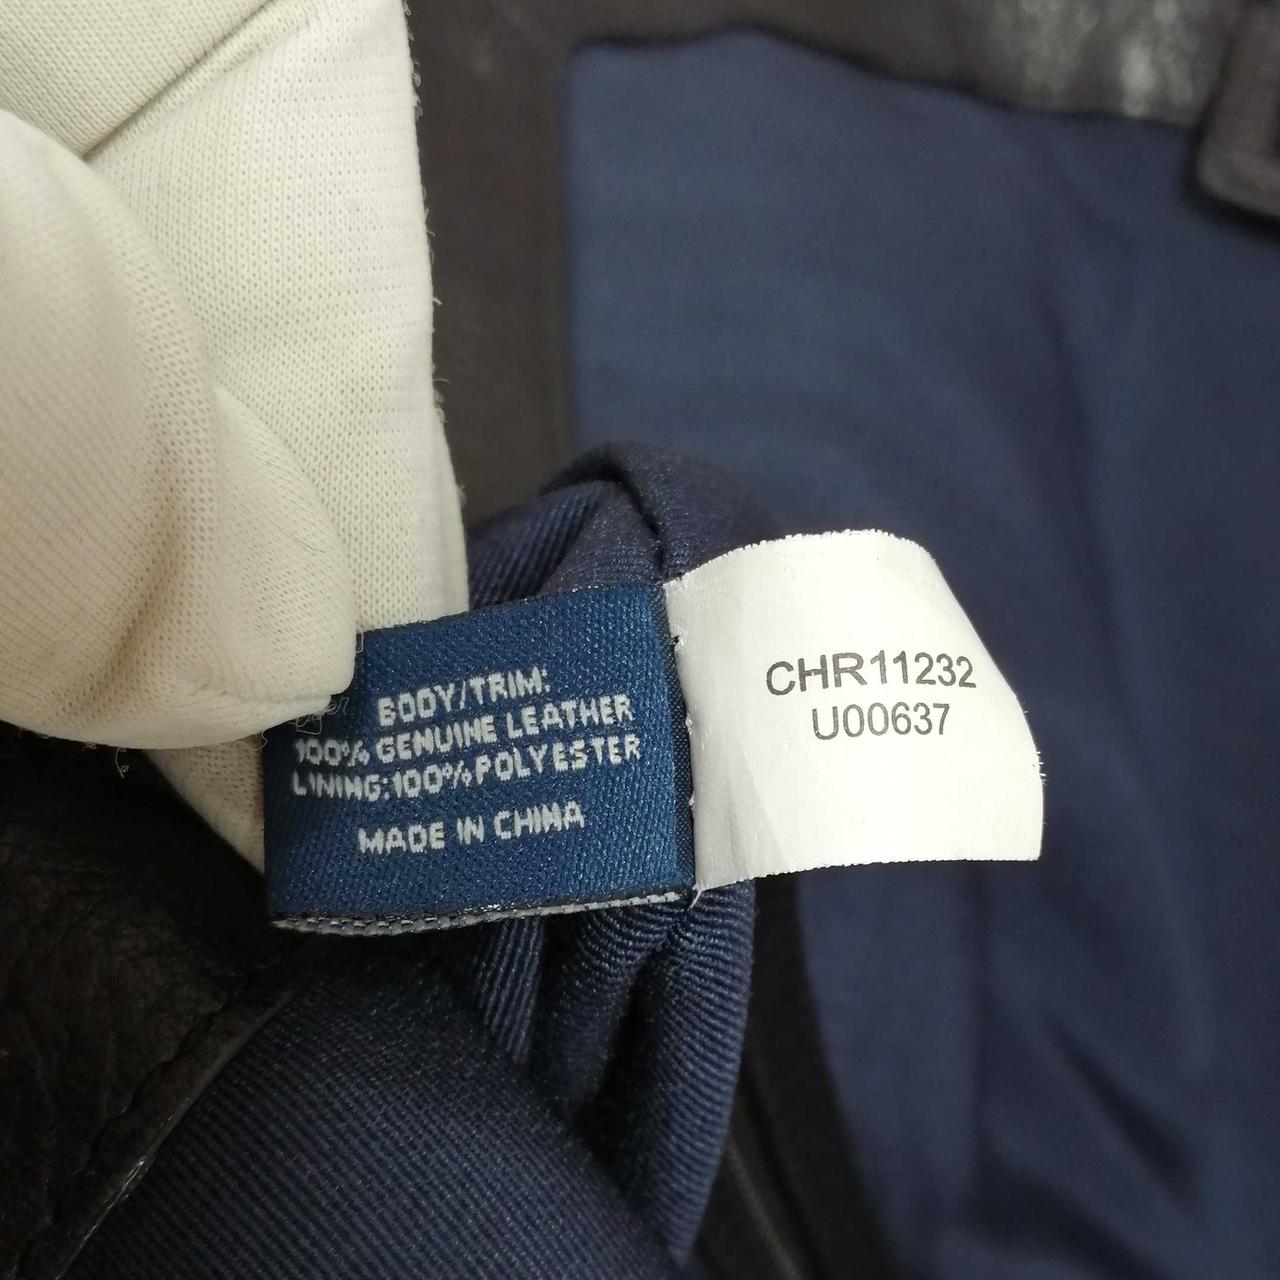 BODY/TRIM:
100% GENUINE LEATHER
LINING:100% POLYESTER
MADE IN CHINA
CHR11232
U00637